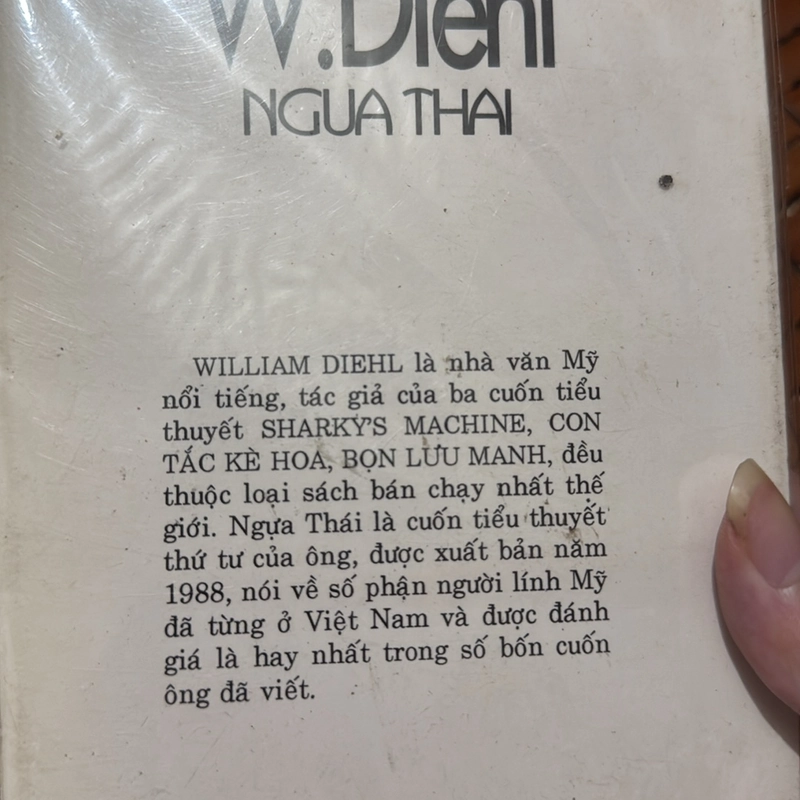 W.Diehl
NGUA THAI
WILLIAM DIEHL là nhà văn Mỹ
nổi tiếng, tác giả của ba cuốn tiểu
thuyết SHARKY'S MACHINE, CON
TẮC KÈ HOA, BỌN LƯU MANH, đều
thuộc loại sách bán chạy nhất thế
giới. Ngựa Thái là cuốn tiểu thuyết
thứ tư của ông, được xuất bản năm
1988, nói về số phận người lính Mỹ
đã từng ở Việt Nam và được đánh
giá là hay nhất trong số bốn cuốn
ông đã viết.